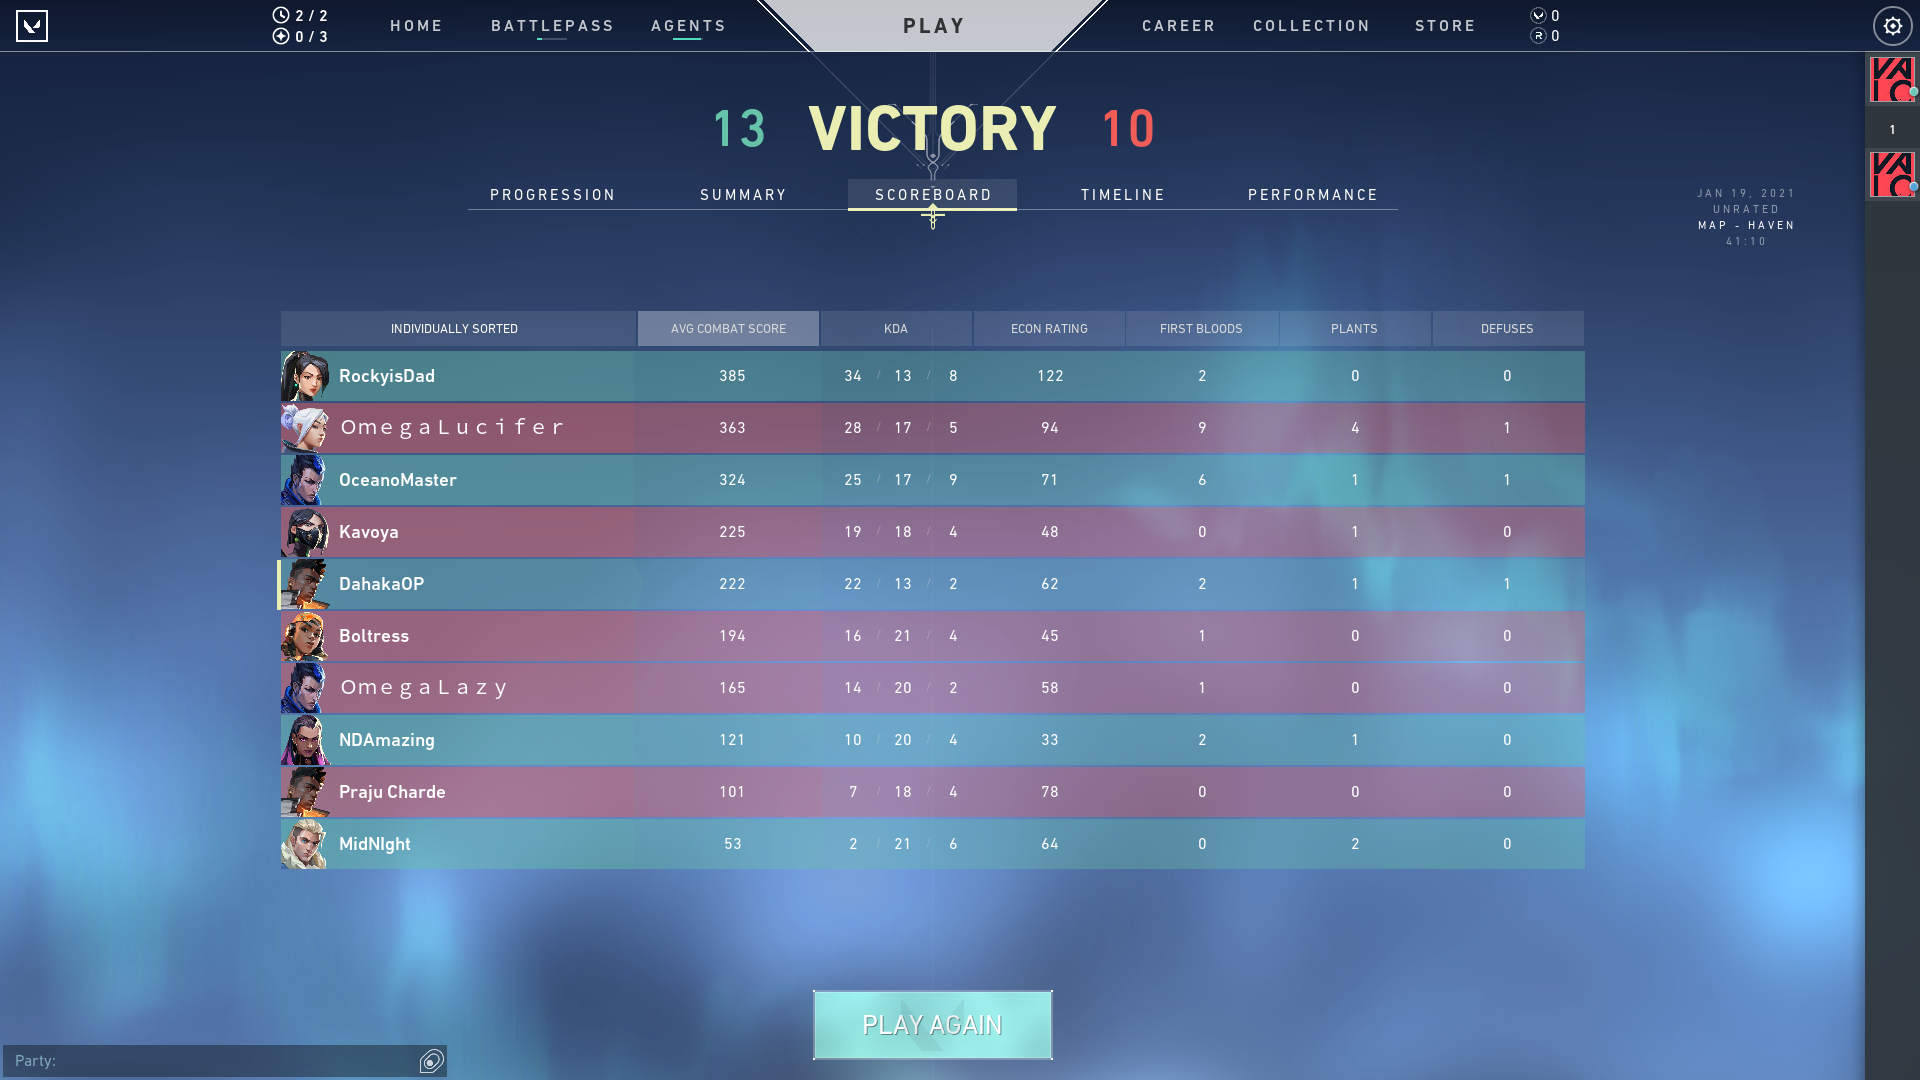 2 / 2
0 / 3
HOME BATTLEPASS AGENTS PLAY CAREER COLLECTION STORE
0
0
13 VICTORY 10
1
PROGRESSION SUMMARY SCOREBOARD TIMELINE PERFORMANCE
JAN 19, 2021
UNRATED
MAP - HAVEN
41:10
INDIVIDUALLY SORTED AVG COMBAT SCORE KDA ECON RATING FIRST BLOODS PLANTS DEFUSES
RockyisDad 385 34 / 13 / 8 122 2 0 0
ＯｍｅｇａＬｕｃｉｆｅｒ 363 28 / 17 / 5 94 9 4 1
OceanoMaster 324 25 / 17 / 9 71 6 1 1
Kavoya 225 19 / 18 / 4 48 0 1 0
DahakaOP 222 22 / 13 / 2 62 2 1 1
Boltress 194 16 / 21 / 4 45 1 0 0
ＯｍｅｇａＬａｚｙ 165 14 / 20 / 2 58 1 0 0
NDAmazing 121 10 / 20 / 4 33 2 1 0
Praju Charde 101 7 / 18 / 4 78 0 0 0
MidNIght 53 2 / 21 / 6 64 0 2 0
PLAY AGAIN
Party: